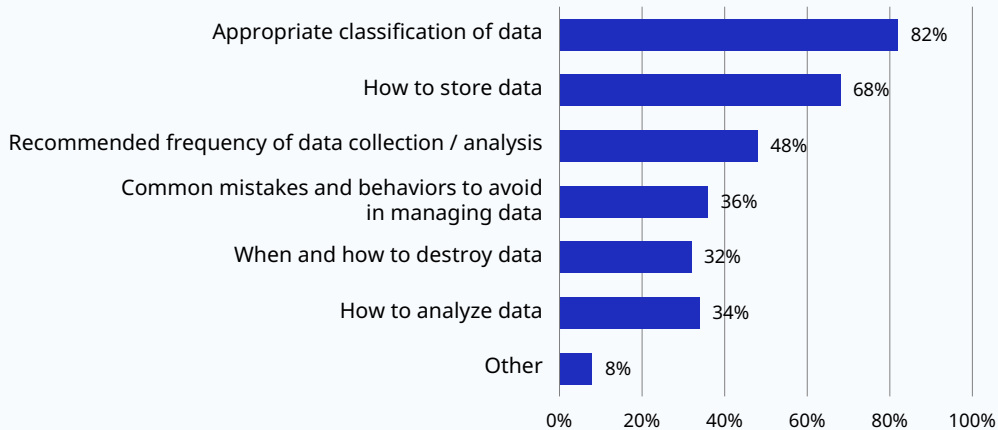 Appropriate classification of data
82%
How to store data
68%
Recommended frequency of data collection / analysis
48%
Common mistakes and behaviors to avoid
in managing data
36%
When and how to destroy data
32%
How to analyze data
34%
Other
8%
0% 20% 40% 60% 80% 100%